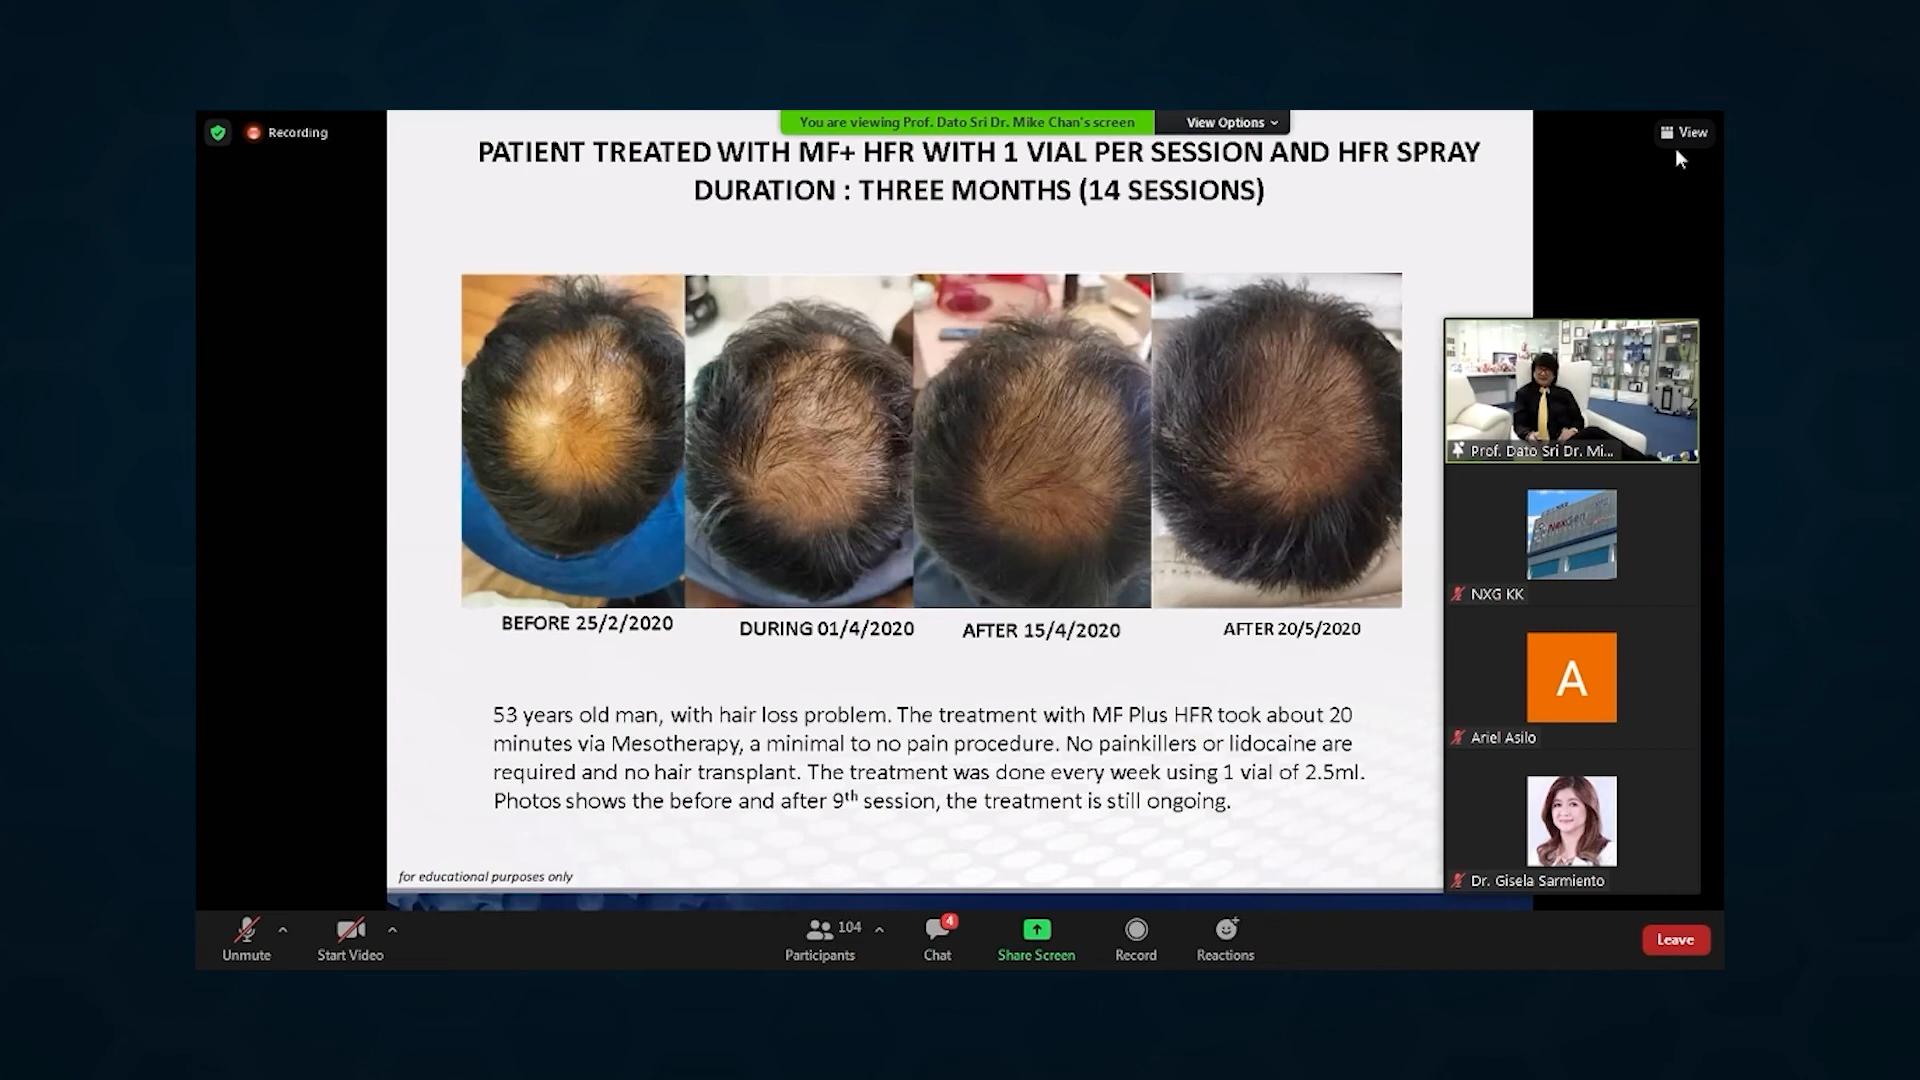 Recording
You are viewing Prof. Dato Sri Dr. Mike Chan's screen
View Options
View
PATIENT TREATED WITH MF+ HFR WITH 1 VIAL PER SESSION AND HFR SPRAY
DURATION : THREE MONTHS (14 SESSIONS)
BEFORE 25/2/2020
DURING 01/4/2020
AFTER 15/4/2020
AFTER 20/5/2020
53 years old man, with hair loss problem. The treatment with MF Plus HFR took about 20
minutes via Mesotherapy, a minimal to no pain procedure. No painkillers or lidocaine are
required and no hair transplant. The treatment was done every week using 1 vial of 2.5ml.
Photos shows the before and after 9th session, the treatment is still ongoing.
for educational purposes only
Prof. Dato Sri Dr. Mi...
NexGen
NXG KK
A
Ariel Asilo
Dr. Gisela Sarmiento
Unmute
Start Video
104
Participants
4
Chat
Share Screen
Record
Reactions
Leave